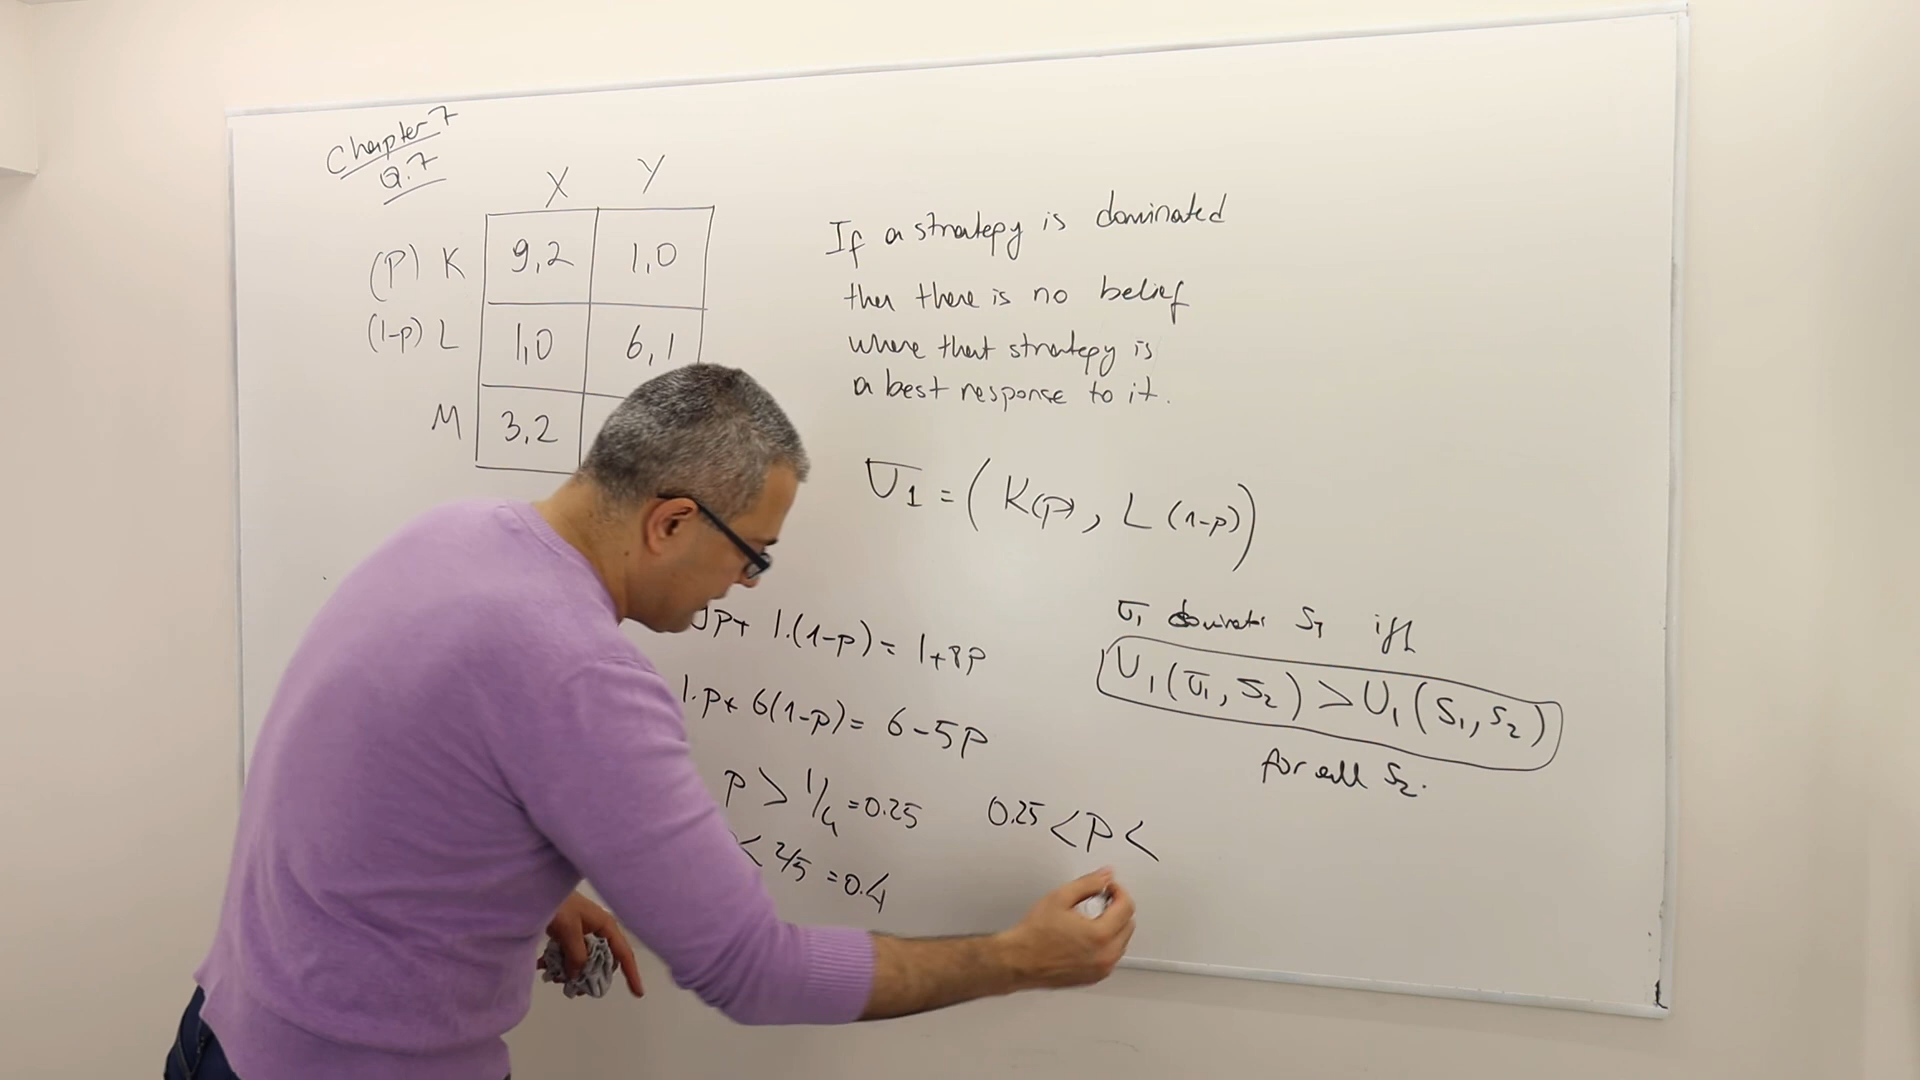 Chapter 7
Q.7
X Y
(P) K 9,2 1,0
(1-p) L 1,0 6,1
M 3,2
If a strategy is dominated
then there is no belief
where that strategy is
a best response to it.
σ1 = ( K(p), L (1-p) )
p+ 1.(1-p) = 1+8p
1.p+ 6(1-p) = 6-5p
p > 1/4 = 0.25
< 2/5 = 0.4
0.25 < p <
σ1 dominates S1 iff
U1(σ1, S2) > U1(S1, S2)
for all S2.